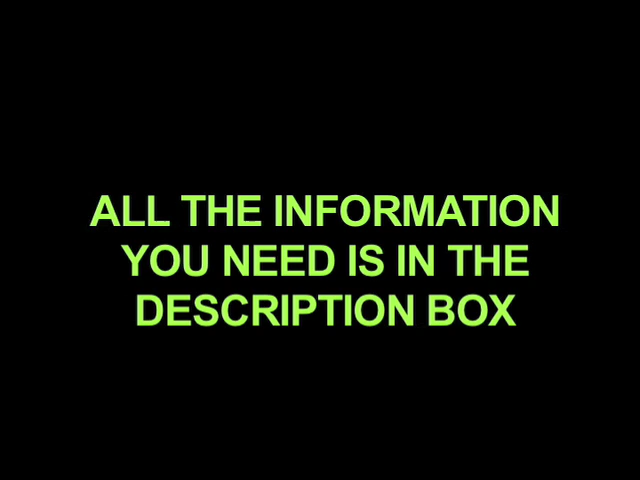 ALL THE INFORMATION
YOU NEED IS IN THE
DESCRIPTION BOX